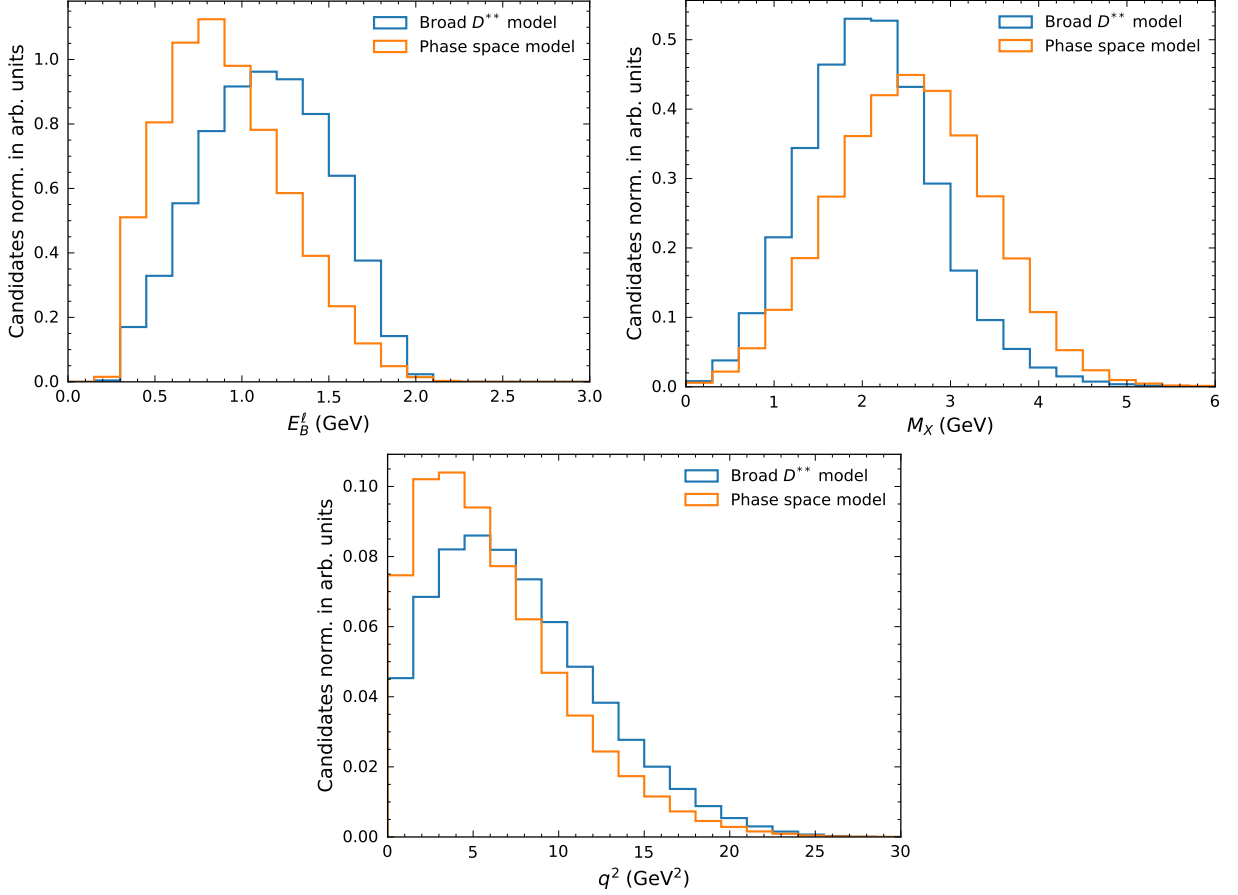 Candidates norm. in arb. units
1.0
0.8
0.6
0.4
0.2
0.0
Broad D** model
Phase space model
0.0 0.5 1.0 1.5 2.0 2.5 3.0
E_B^ℓ (GeV)
Candidates norm. in arb. units
0.5
0.4
0.3
0.2
0.1
0.0
Broad D** model
Phase space model
0 1 2 3 4 5 6
M_X (GeV)
Candidates norm. in arb. units
0.10
0.08
0.06
0.04
0.02
0.00
Broad D** model
Phase space model
0 5 10 15 20 25 30
q² (GeV²)